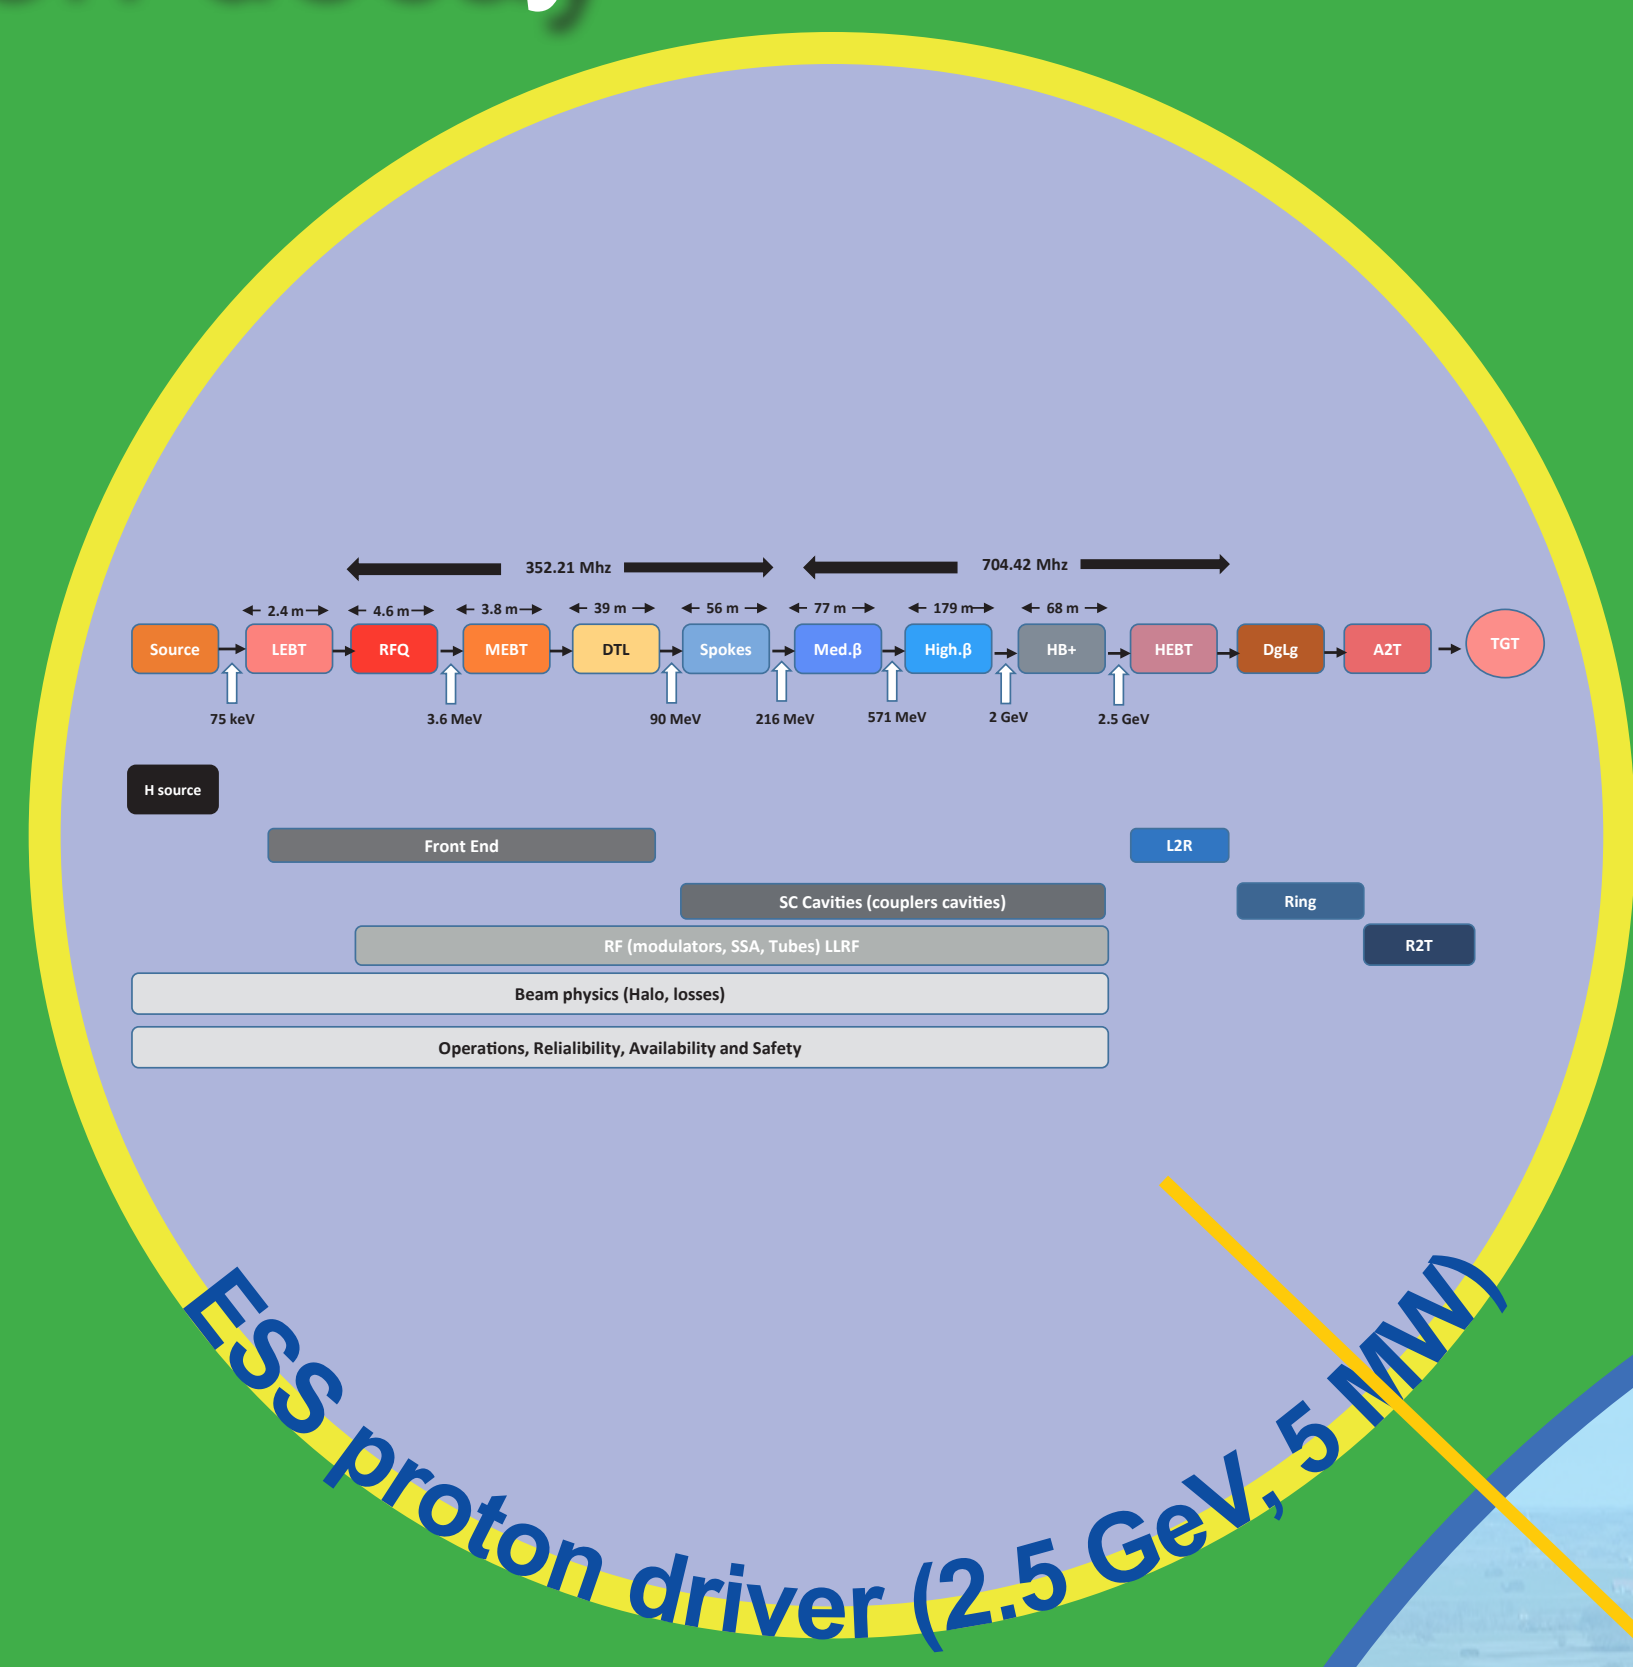 352.21 Mhz 704.42 Mhz
2.4 m 4.6 m 3.8 m 39 m 56 m 77 m 179 m 68 m
Source LEBT RFQ MEBT DTL Spokes Med.β High.β HB+ HEBT DgLg A2T TGT
75 keV 3.6 MeV 90 MeV 216 MeV 571 MeV 2 GeV 2.5 GeV
H source
Front End L2R
SC Cavities (couplers cavities) Ring
RF (modulators, SSA, Tubes) LLRF R2T
Beam physics (Halo, losses)
Operations, Relialibility, Availability and Safety
ESS proton driver (2.5 GeV, 5 MW)